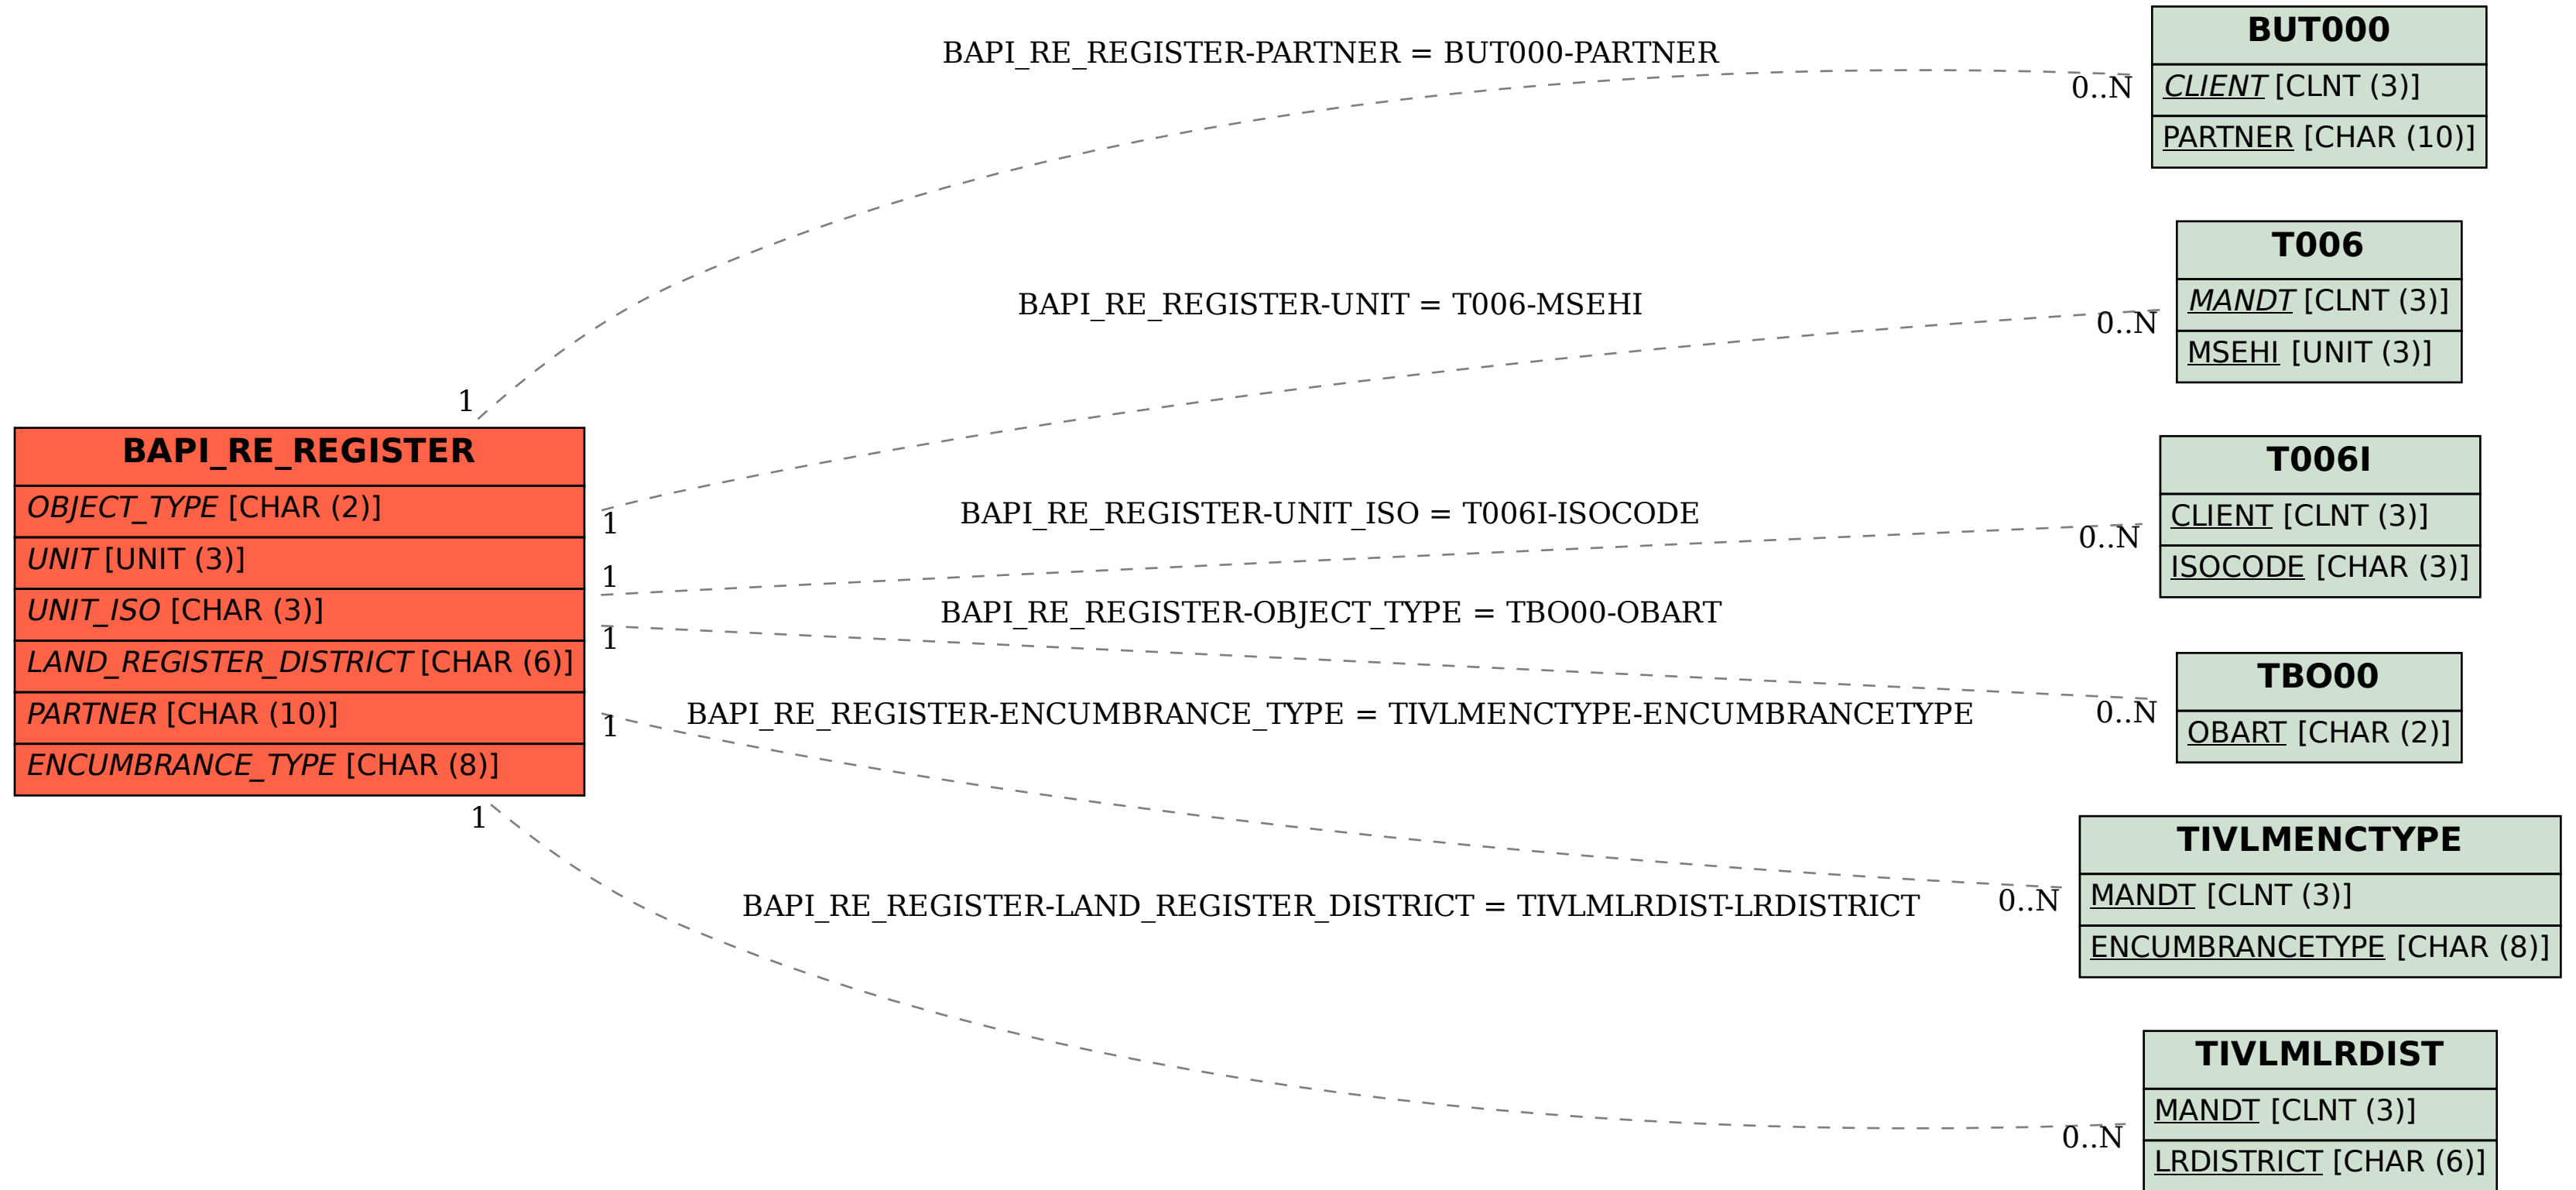 BAPI_RE_REGISTER
OBJECT_TYPE [CHAR (2)]
UNIT [UNIT (3)]
UNIT_ISO [CHAR (3)]
LAND_REGISTER_DISTRICT [CHAR (6)]
PARTNER [CHAR (10)]
ENCUMBRANCE_TYPE [CHAR (8)]
BAPI_RE_REGISTER-PARTNER = BUT000-PARTNER
1
0..N
BAPI_RE_REGISTER-UNIT = T006-MSEHI
1
0..N
BAPI_RE_REGISTER-UNIT_ISO = T006I-ISOCODE
1
0..N
BAPI_RE_REGISTER-OBJECT_TYPE = TBO00-OBART
1
0..N
BAPI_RE_REGISTER-ENCUMBRANCE_TYPE = TIVLMENCTYPE-ENCUMBRANCETYPE
1
0..N
BAPI_RE_REGISTER-LAND_REGISTER_DISTRICT = TIVLMLRDIST-LRDISTRICT
1
0..N
BUT000
CLIENT [CLNT (3)]
PARTNER [CHAR (10)]
T006
MANDT [CLNT (3)]
MSEHI [UNIT (3)]
T006I
CLIENT [CLNT (3)]
ISOCODE [CHAR (3)]
TBO00
OBART [CHAR (2)]
TIVLMENCTYPE
MANDT [CLNT (3)]
ENCUMBRANCETYPE [CHAR (8)]
TIVLMLRDIST
MANDT [CLNT (3)]
LRDISTRICT [CHAR (6)]